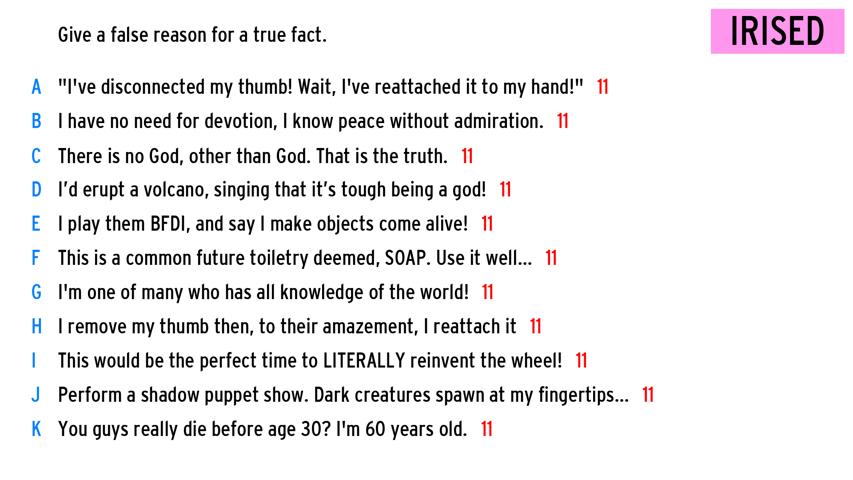 Give a false reason for a true fact.
IRISED
A "I've disconnected my thumb! Wait, I've reattached it to my hand!" 11
B I have no need for devotion, I know peace without admiration. 11
C There is no God, other than God. That is the truth. 11
D I’d erupt a volcano, singing that it’s tough being a god! 11
E I play them BFDI, and say I make objects come alive! 11
F This is a common future toiletry deemed, SOAP. Use it well... 11
G I'm one of many who has all knowledge of the world! 11
H I remove my thumb then, to their amazement, I reattach it 11
I This would be the perfect time to LITERALLY reinvent the wheel! 11
J Perform a shadow puppet show. Dark creatures spawn at my fingertips... 11
K You guys really die before age 30? I'm 60 years old. 11